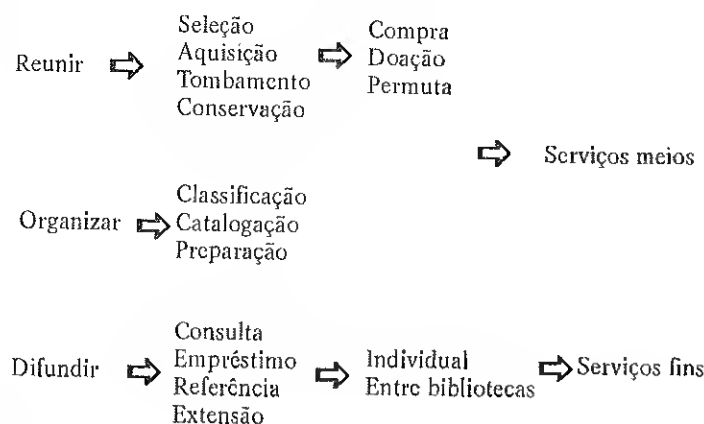 Seleção
Compra
Reunir
Aquisição
Doação
Tombamento
Permuta
Conservação
Serviços meios
Classificação
Organizar
Catalogação
Preparação
Consulta
Difundir
Empréstimo
Individual
Serviços fins
Referência
Entre bibliotecas
Extensão